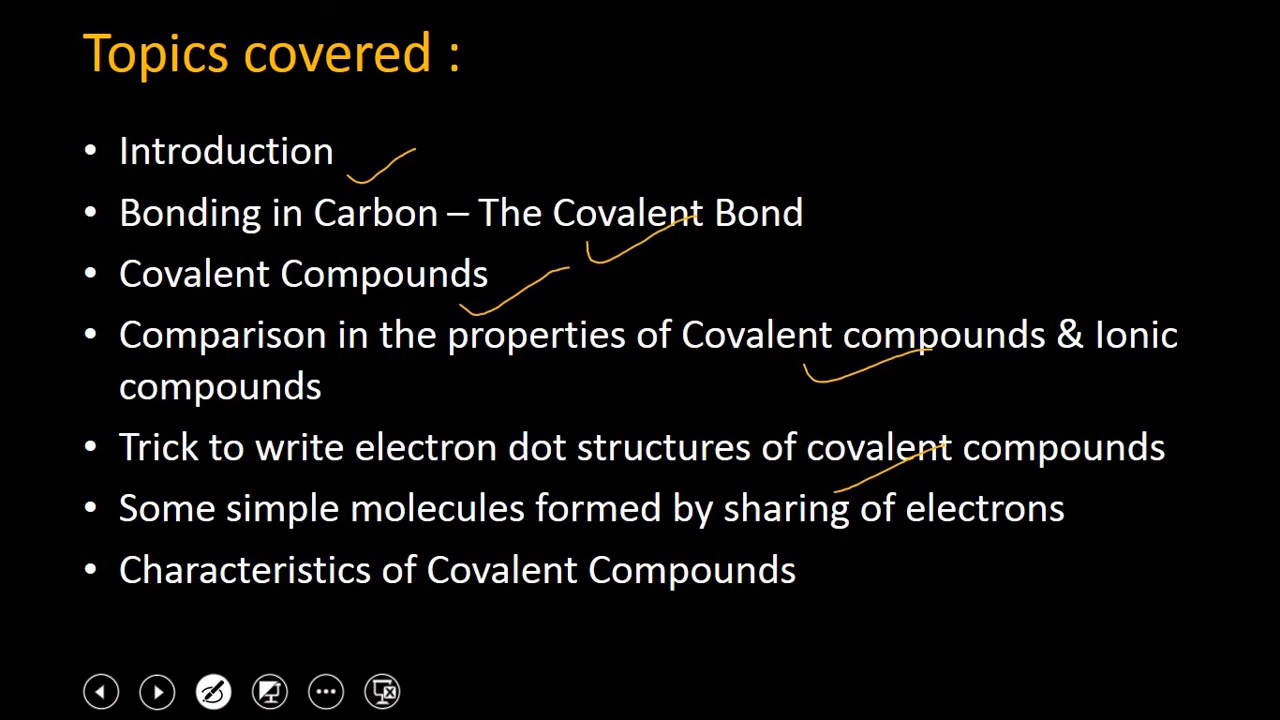 Topics covered :
• Introduction
• Bonding in Carbon – The Covalent Bond
• Covalent Compounds
• Comparison in the properties of Covalent compounds & Ionic
compounds
• Trick to write electron dot structures of covalent compounds
• Some simple molecules formed by sharing of electrons
• Characteristics of Covalent Compounds